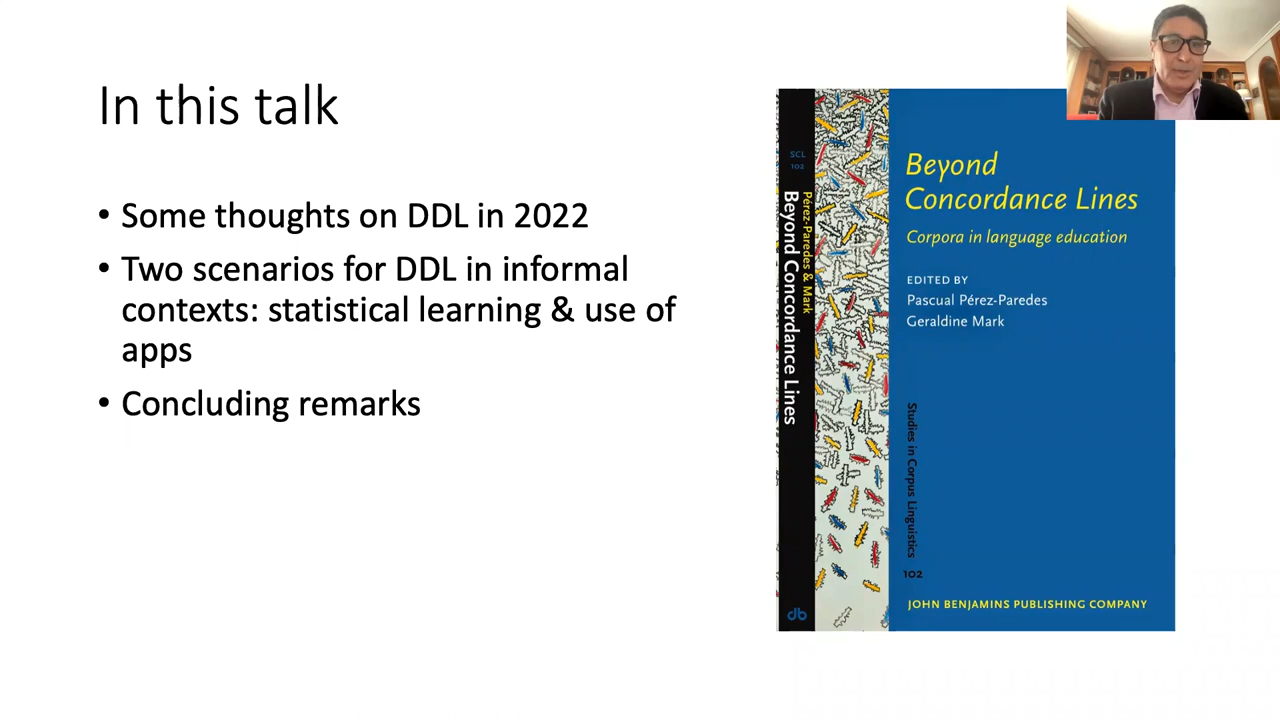 In this talk
• Some thoughts on DDL in 2022
• Two scenarios for DDL in informal
contexts: statistical learning & use of
apps
• Concluding remarks
SCL
102
Pérez-Paredes & Mark
Beyond Concordance Lines
db
Beyond
Concordance Lines
Corpora in language education
EDITED BY
Pascual Pérez-Paredes
Geraldine Mark
Studies in Corpus Linguistics
102
JOHN BENJAMINS PUBLISHING COMPANY